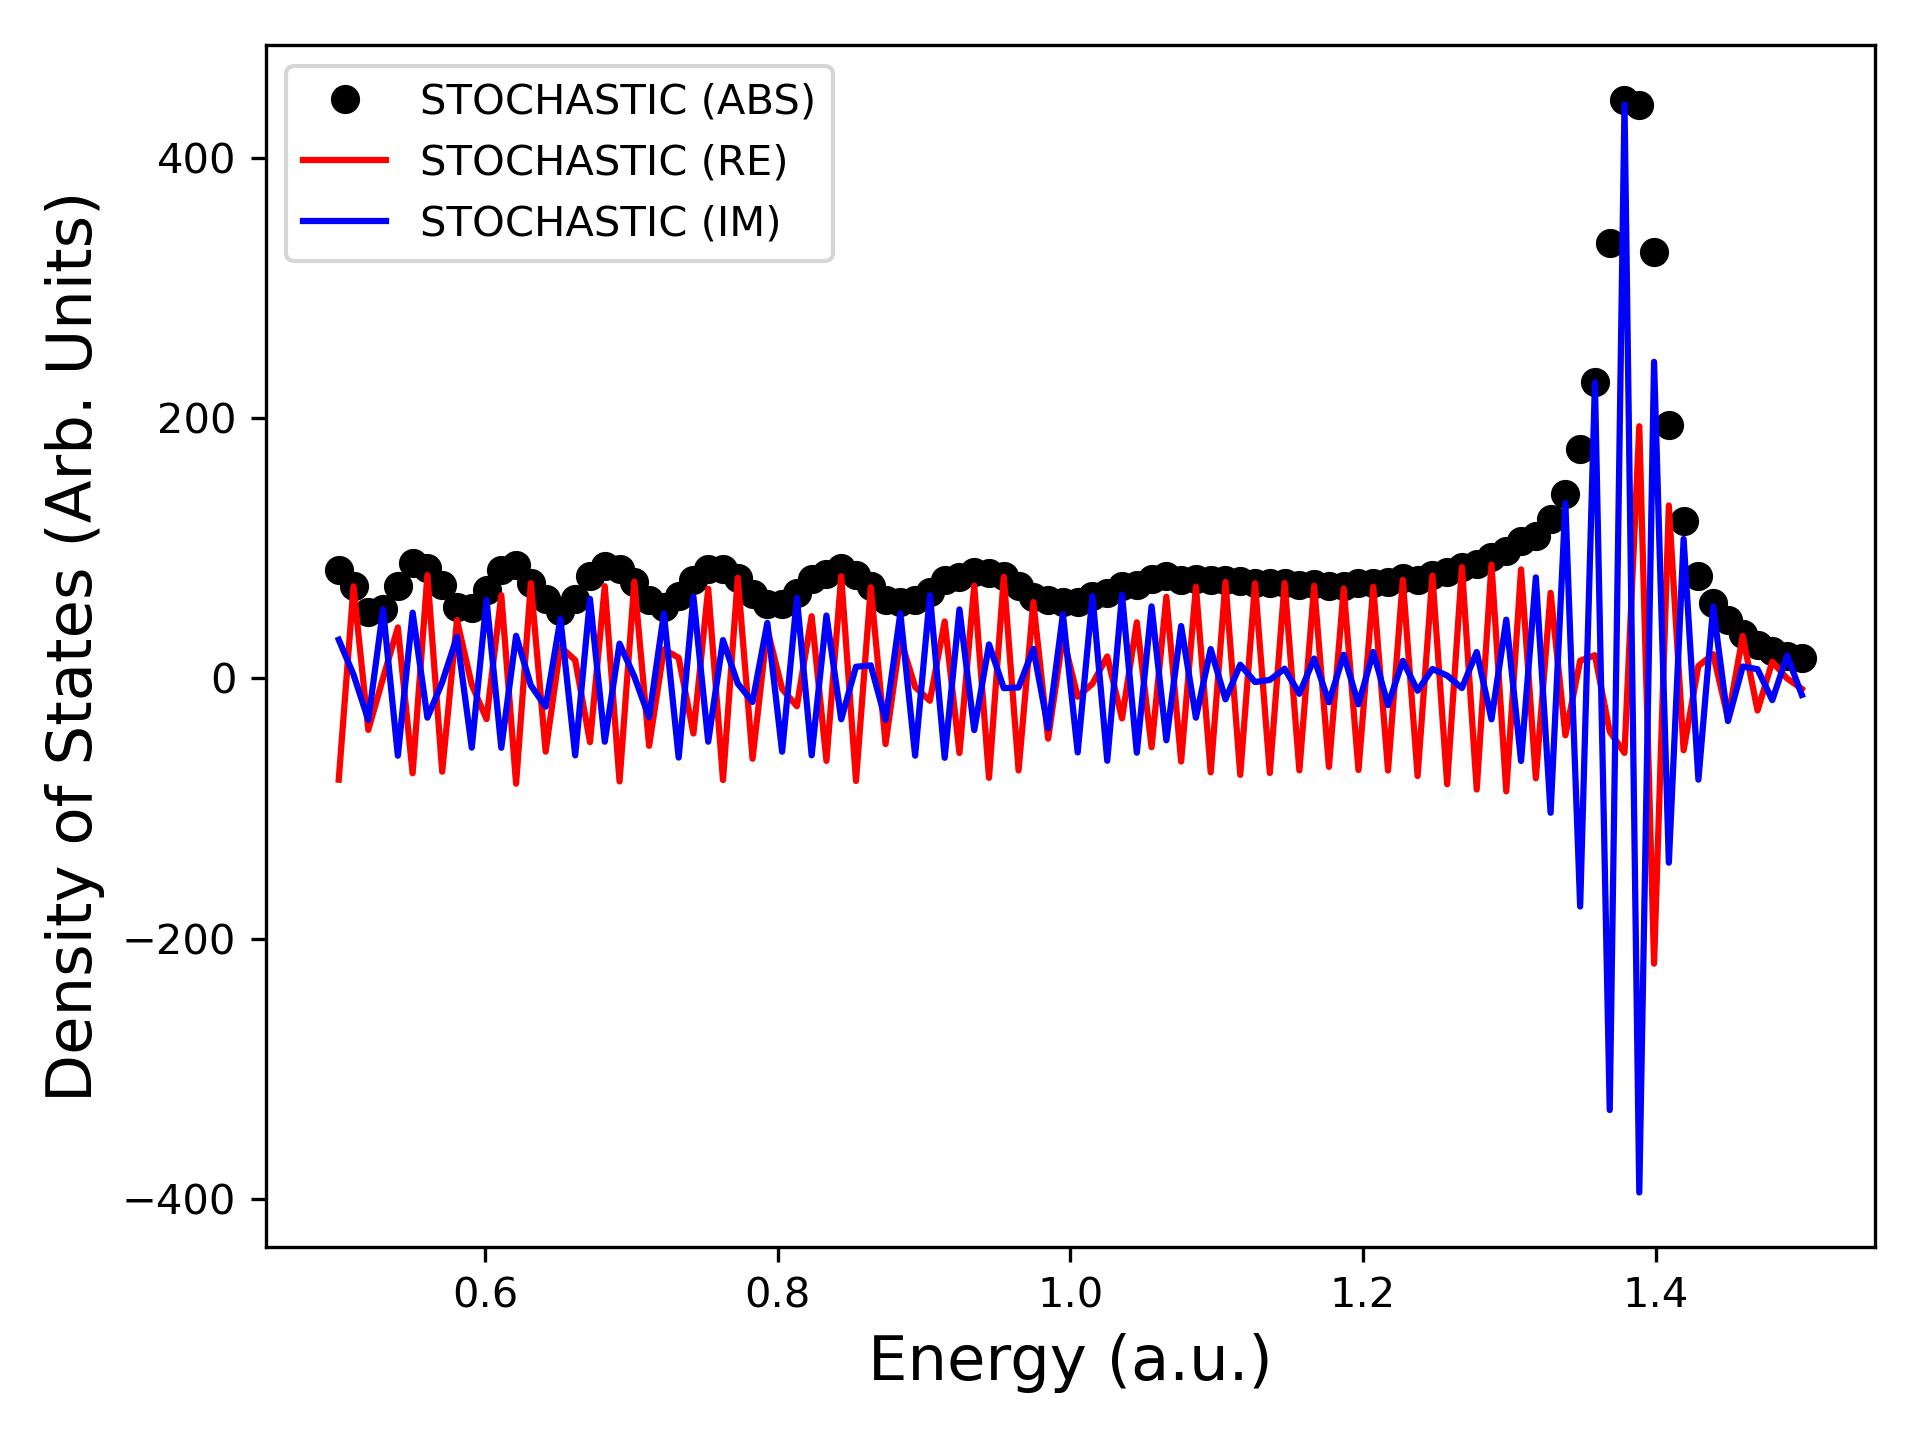 STOCHASTIC (ABS)
STOCHASTIC (RE)
STOCHASTIC (IM)
Density of States (Arb. Units)
400
200
0
−200
−400
0.6 0.8 1.0 1.2 1.4
Energy (a.u.)